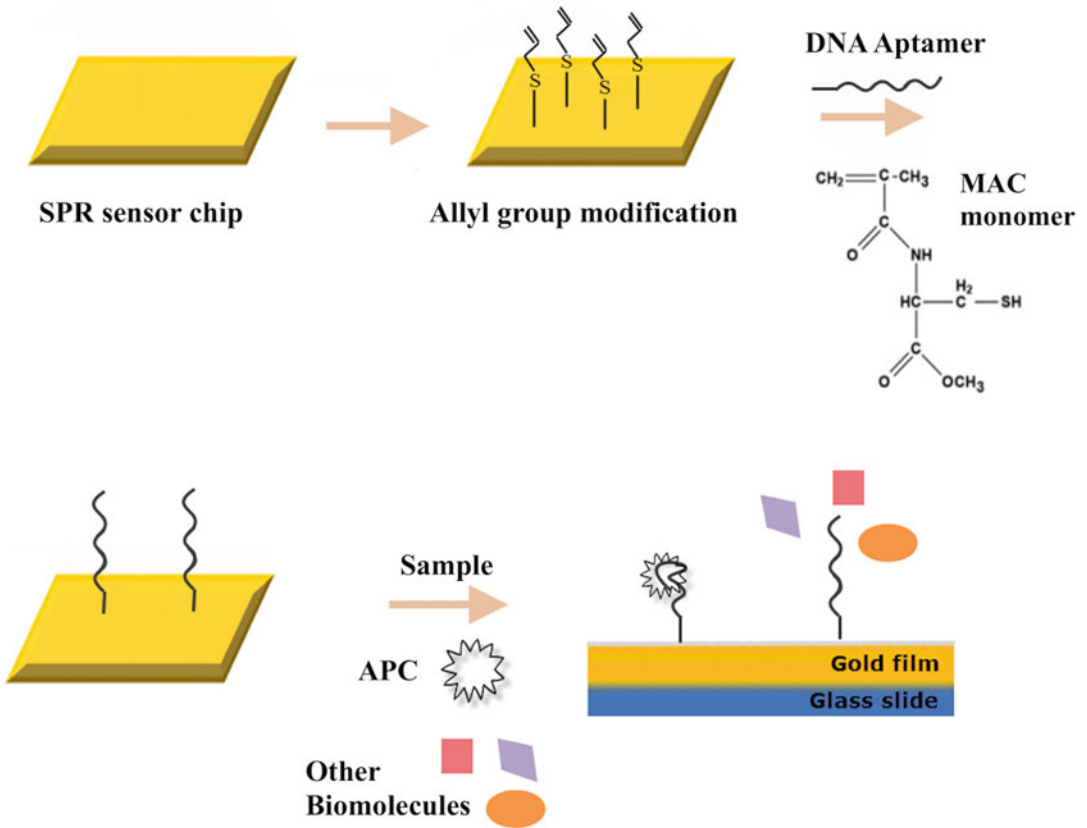 S S S S
DNA Aptamer
SPR sensor chip
Allyl group modification
MAC
monomer
CH₂ C-CH₃
C
O NH
H₂
HC C SH
C
O OCH₃
Sample
APC
Other
Biomolecules
Gold film
Glass slide